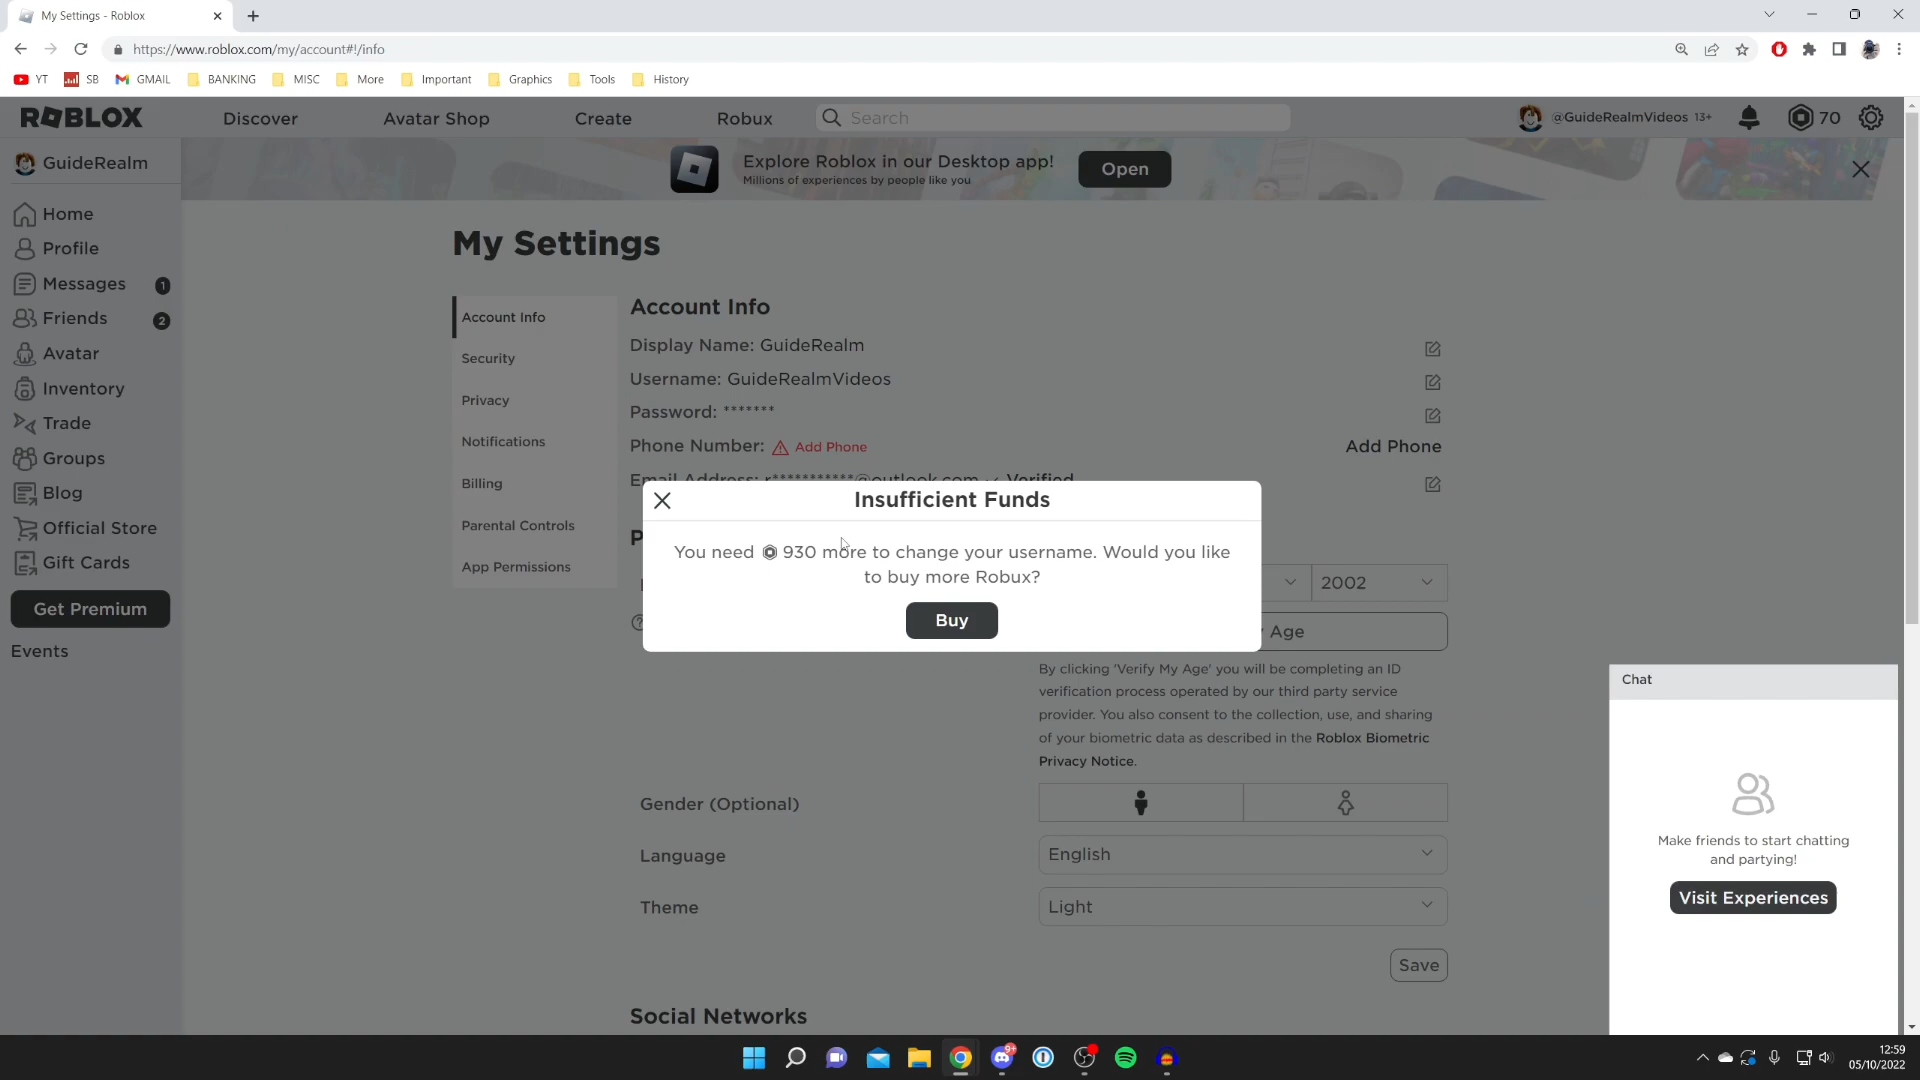 My Settings - Roblox
https://www.roblox.com/my/account#!/info
YT SB GMAIL BANKING MISC More Important Graphics Tools History
ROBLOX Discover Avatar Shop Create Robux Search @GuideRealmVideos 13+ 70
GuideRealm
Explore Roblox in our Desktop app!
Millions of experiences by people like you
Open
Home
Profile
Messages 1
Friends 2
Avatar
Inventory
Trade
Groups
Blog
Official Store
Gift Cards
Get Premium
Events
My Settings
Account Info
Security
Privacy
Notifications
Billing
Parental Controls
App Permissions
Account Info
Display Name: GuideRealm
Username: GuideRealmVideos
Password: *******
Phone Number: Add Phone Add Phone
Email Address: r***********@outlook.com Verified
Insufficient Funds
You need 930 more to change your username. Would you like
to buy more Robux?
Buy
2002
Age
By clicking 'Verify My Age' you will be completing an ID
verification process operated by our third party service
provider. You also consent to the collection, use, and sharing
of your biometric data as described in the Roblox Biometric
Privacy Notice.
Gender (Optional)
Language English
Theme Light
Save
Social Networks
Chat
Make friends to start chatting
and partying!
Visit Experiences
9+
12:59
05/10/2022